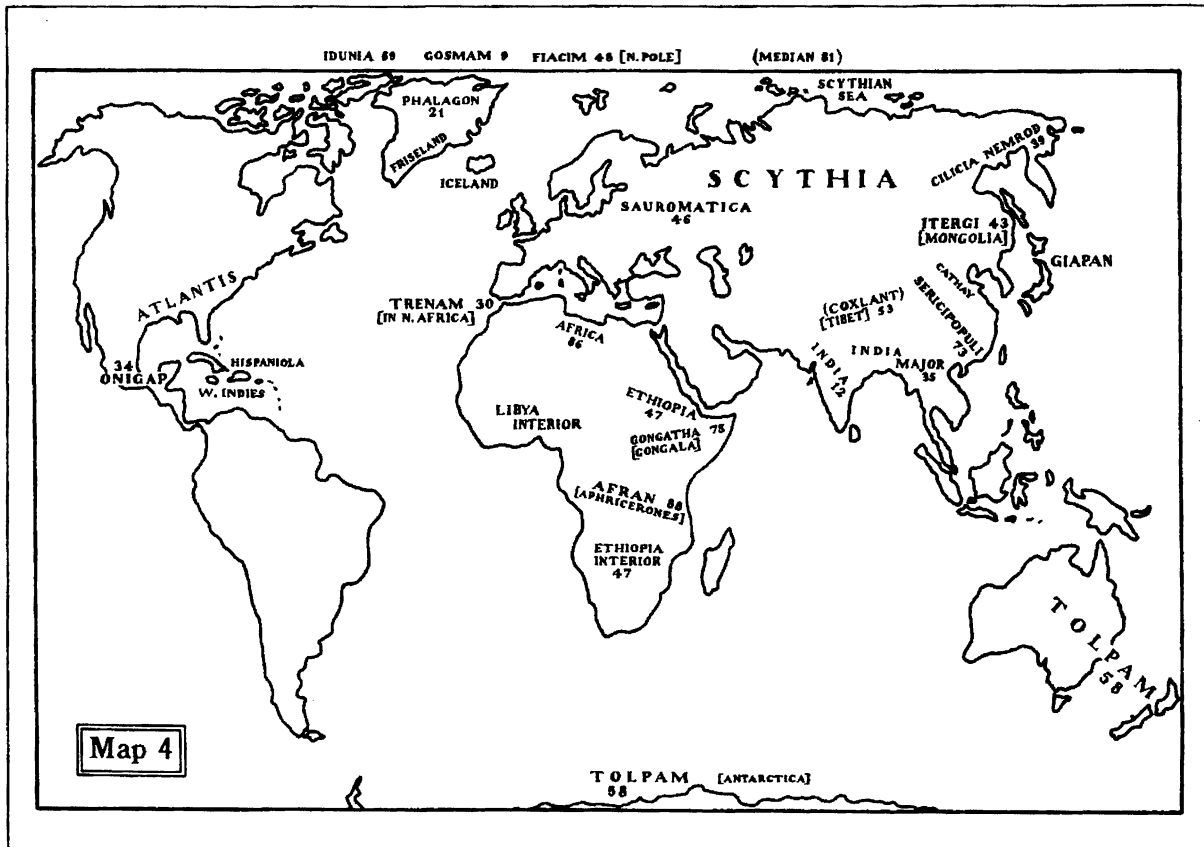 IDUNIA 59 GOSMAM 9 FIACIM 48 [N. POLE] (MEDIAN 81)
PHALAGON
21
FRISELAND
ICELAND
SCYTHIAN
SEA
CILICIA NEMROD
39
SCYTHIA
SAUROMATICA
46
ITERGI 43
[MONGOLIA]
GIAPAN
ATLANTIS
TRENAM 30
[IN N. AFRICA]
AFRICA
86
CATHAY
(COXLANT)
[TIBET] 53
SERICIPOPULI
73
34
ONIGAP
HISPANIOLA
W. INDIES
INDIA
12
INDIA
MAJOR
35
LIBYA
INTERIOR
ETHIOPIA
47
GONGATHA 75
[GONGALA]
AFRAN 88
[APHRICERONES]
ETHIOPIA
INTERIOR
47
TOLPAM
58
Map 4
TOLPAM [ANTARCTICA]
58